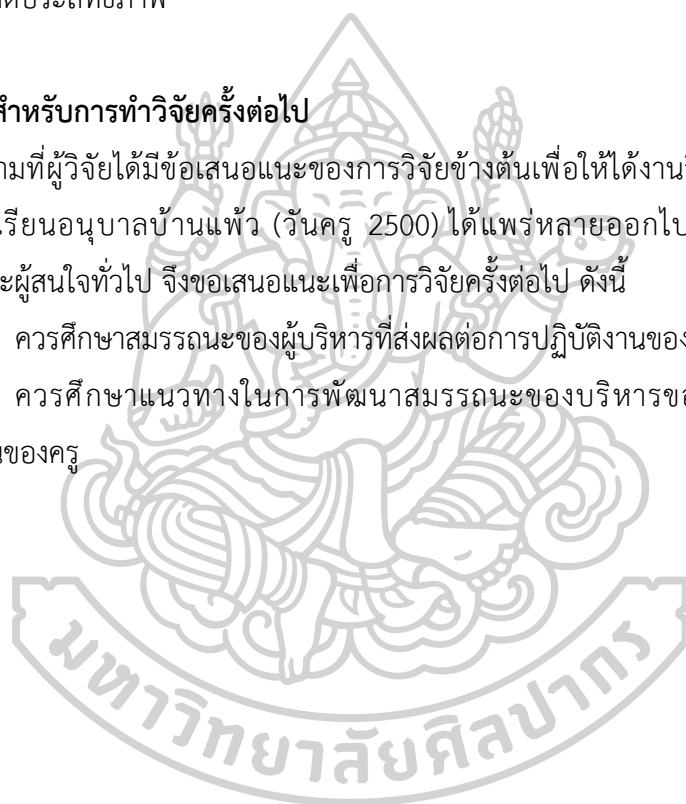 สำหรับการทำวิจัยครั้งต่อไป
ามที่ผู้วิจัยได้มีข้อเสนอแนะของการวิจัยข้างต้นเพื่อให้ได้งานวิ
เรียนอนุบาลบ้านแพ้ว (วันครู 2500) ได้แพร่หลายออกไป
ะผู้สนใจทั่วไป จึงขอเสนอแนะเพื่อการวิจัยครั้งต่อไป ดังนี้
ควรศึกษาสมรรถนะของผู้บริหารที่ส่งผลต่อการปฏิบัติงานของ
ควรศึกษาแนวทางในการพัฒนาสมรรถนะของบริหารขอ
นของครู
มหาวิทยาลัยศิลปากร